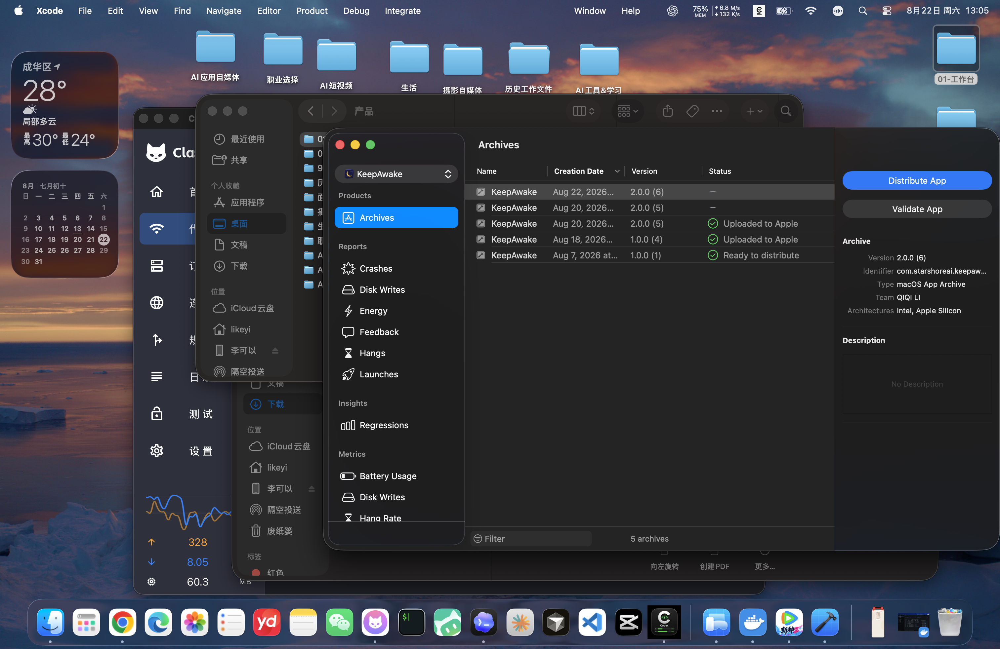 Xcode File Edit View Find Navigate Editor Product Debug Integrate Window Help
75% MEM ↑6.8 M/s ↓132 K/s
8月22日 周六 13:05
AI应用自媒体
职业选择
AI短视频
生活
摄影自媒体
历史工作文件
AI工具&学习
01-工作台
成华区
28°
局部多云
最高30° 最低24°
8月 七月初十
日 一 二 三 四 五 六
1
2 3 4 5 6 7 8
9 10 11 12 13 14 15
16 17 18 19 20 21 22
23 24 25 26 27 28 29
30 31
测 试
设 置
328
8.05
60.3 MB
产品
最近使用
共享
个人收藏
应用程序
桌面
文稿
下载
位置
iCloud云盘
likeyi
李可以
隔空投送
文稿
下载
位置
iCloud云盘
likeyi
李可以
隔空投送
废纸篓
标签
红色
向左旋转
创建PDF
更多...
KeepAwake
Products
Archives
Reports
Crashes
Disk Writes
Energy
Feedback
Hangs
Launches
Insights
Regressions
Metrics
Battery Usage
Disk Writes
Hang Rate
Archives
Name Creation Date Version Status
KeepAwake Aug 22, 2026... 2.0.0 (6) –
KeepAwake Aug 20, 2026... 2.0.0 (5) –
KeepAwake Aug 20, 2026... 2.0.0 (5) Uploaded to Apple
KeepAwake Aug 18, 2026... 1.0.0 (4) Uploaded to Apple
KeepAwake Aug 7, 2026 at... 1.0.0 (1) Ready to distribute
Filter
5 archives
Distribute App
Validate App
Archive
Version 2.0.0 (6)
Identifier com.starshoreai.keepaw...
Type macOS App Archive
Team QIQI LI
Architectures Intel, Apple Silicon
Description
No Description
yd
$
Codex
斩神2